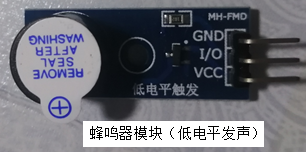 MH-FMD
GND
I/O
VCC
低电平触发
REMOVE
SEAL
AFTER
WASHING
+
蜂鸣器模块（低电平发声）